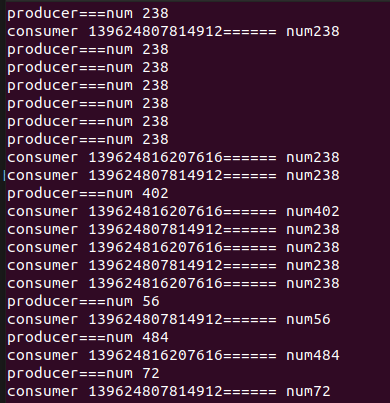 producer===num 238
consumer 139624807814912====== num238
producer===num 238
producer===num 238
producer===num 238
producer===num 238
producer===num 238
producer===num 238
consumer 139624816207616====== num238
consumer 139624807814912====== num238
producer===num 402
consumer 139624816207616====== num402
consumer 139624807814912====== num238
consumer 139624816207616====== num238
consumer 139624807814912====== num238
consumer 139624816207616====== num238
producer===num 56
consumer 139624807814912====== num56
producer===num 484
consumer 139624816207616====== num484
producer===num 72
consumer 139624807814912====== num72